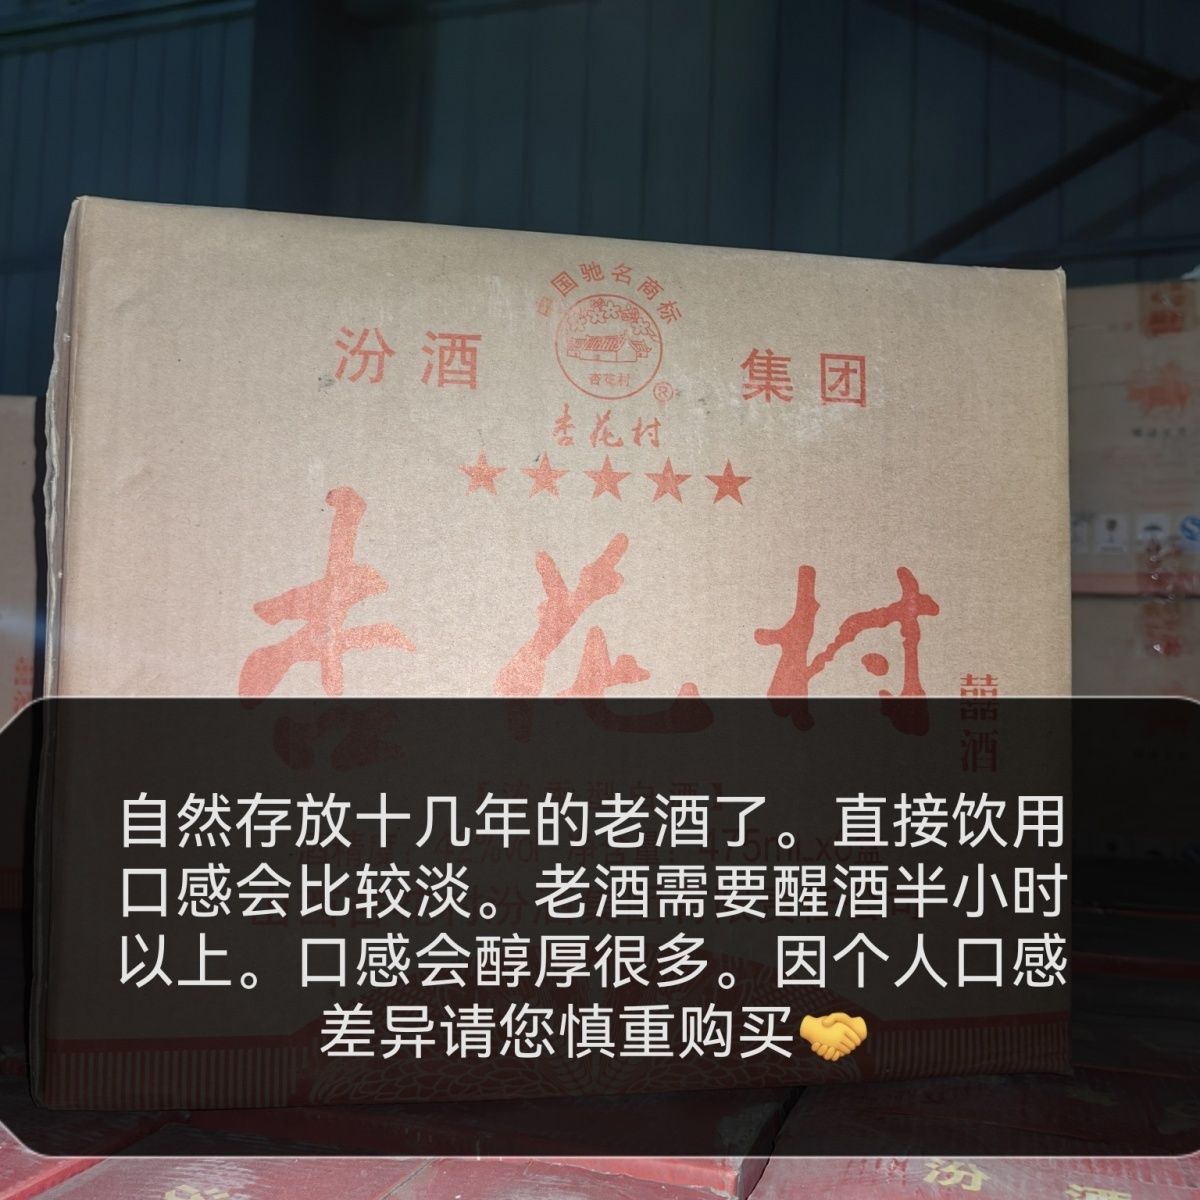 中国驰名商标
汾酒 集团
杏花村
®
杏花村
★★★★★
杏花村
囍酒
自然存放十几年的老酒了。直接饮用
口感会比较淡。老酒需要醒酒半小时
以上。口感会醇厚很多。因个人口感
差异请您慎重购买🤝
汾